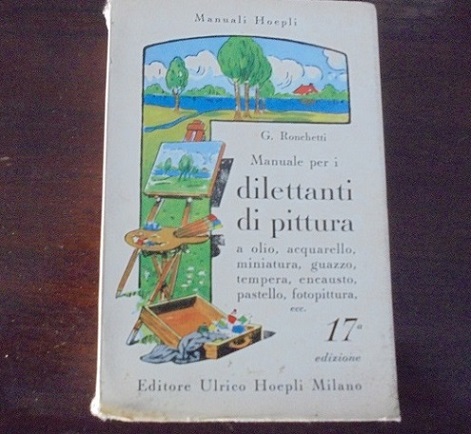 Manuali Hoepli
G. Ronchetti
Manuale per i
dilettanti
di pittura
a olio, acquarello,
miniatura, guazzo,
tempera, encausto,
pastello, fotopittura,
ecc.
17a
edizione
Editore Ulrico Hoepli Milano